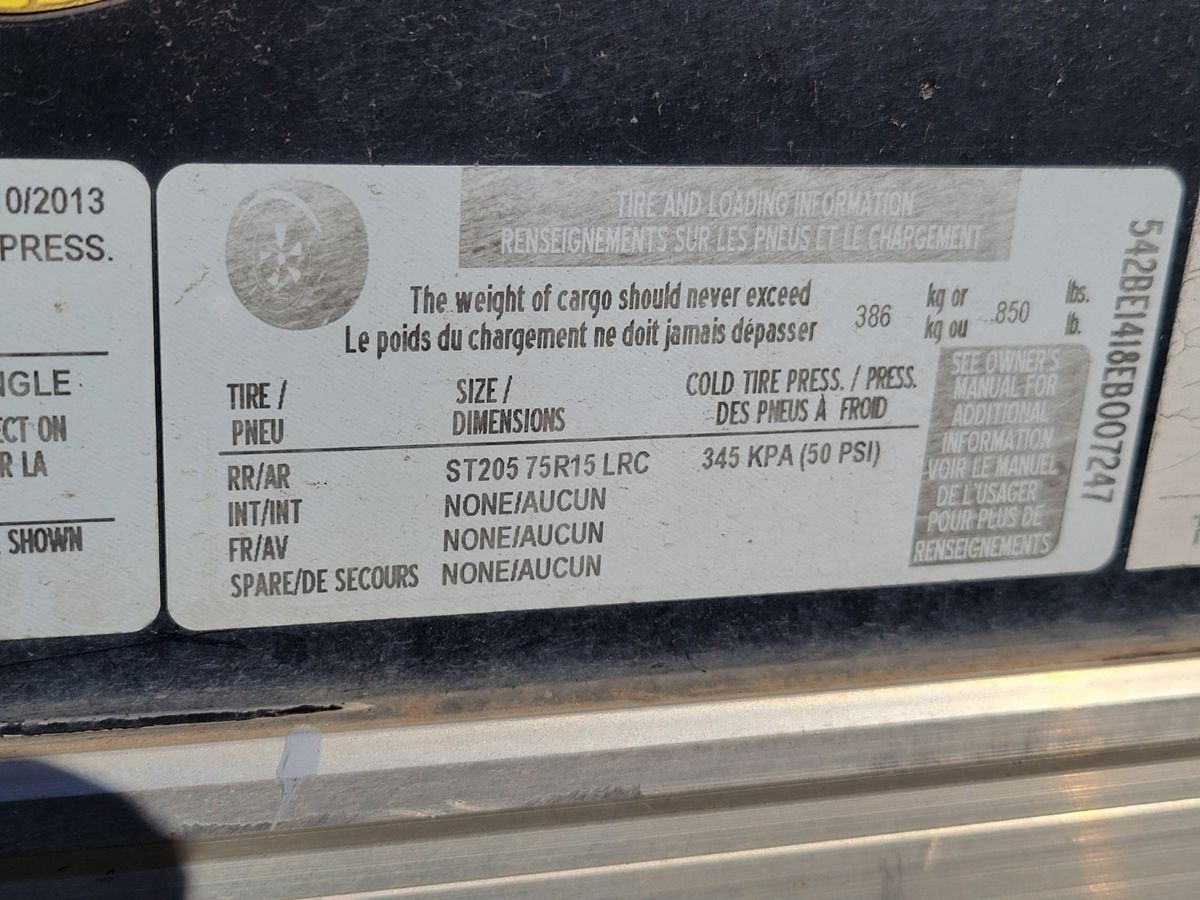 0/2013
PRESS.
NGLE
ECT ON
R LA
SHOWN
TIRE AND LOADING INFORMATION
RENSEIGNEMENTS SUR LES PNEUS ET LE CHARGEMENT
The weight of cargo should never exceed
Le poids du chargement ne doit jamais dépasser
386
kg or
kg ou
850
lbs.
lb.
TIRE /
PNEU
SIZE /
DIMENSIONS
COLD TIRE PRESS. / PRESS.
DES PNEUS À FROID
RR/AR ST205 75R15 LRC 345 KPA (50 PSI)
INT/INT NONE/AUCUN
FR/AV NONE/AUCUN
SPARE/DE SECOURS NONE/AUCUN
SEE OWNER'S
MANUAL FOR
ADDITIONAL
INFORMATION
VOIR LE MANUEL
DE L'USAGER
POUR PLUS DE
RENSEIGNEMENTS
542BE1418EB007247